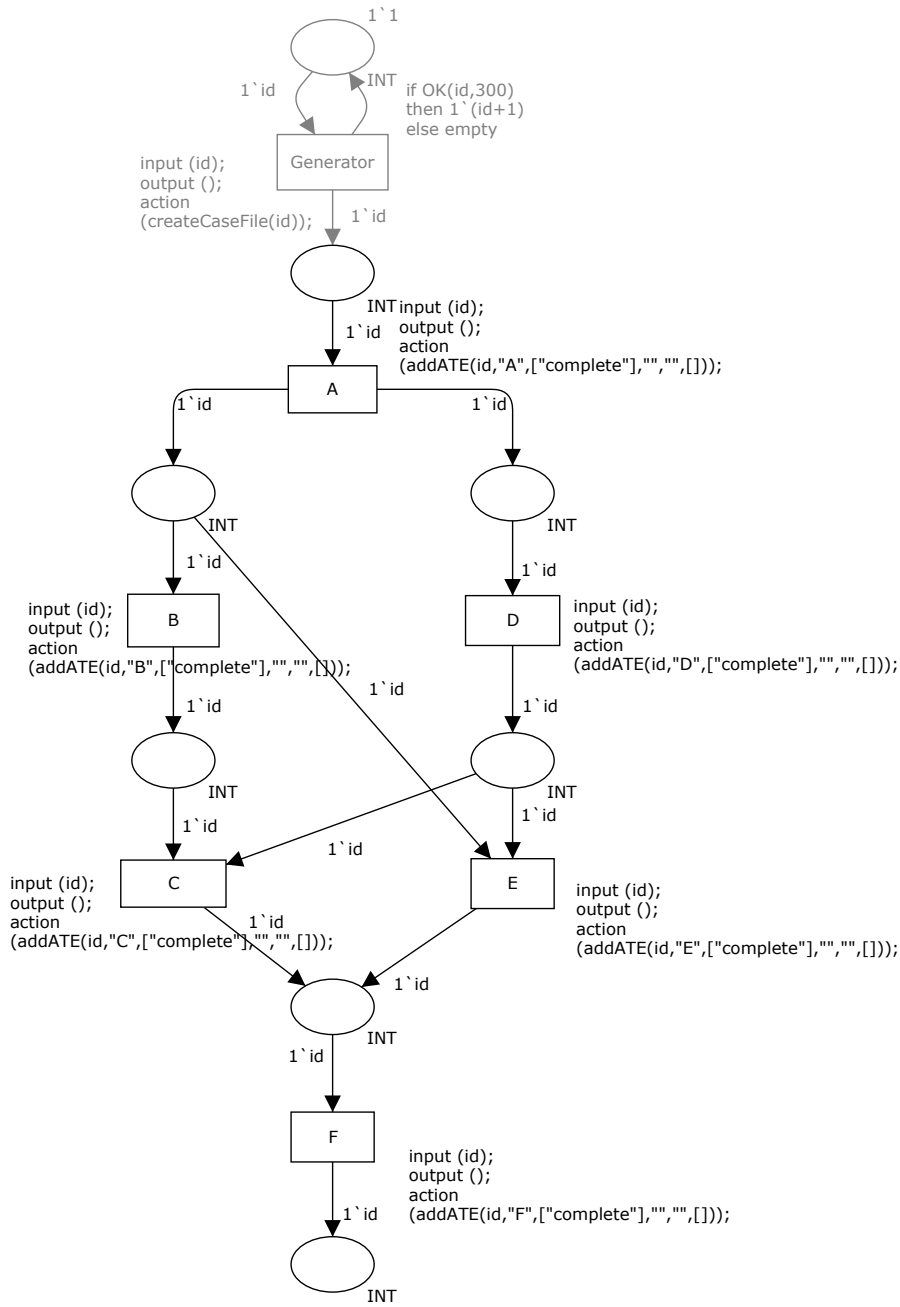 1`1
INT
1`id
if OK(id,300)
then 1`(id+1)
else empty
Generator
input (id);
output ();
action
(createCaseFile(id));
1`id
INT
input (id);
output ();
action
(addATE(id,"A",["complete"],"","",[]));
1`id
A
1`id
1`id
INT
INT
1`id
1`id
input (id);
output ();
action
(addATE(id,"B",["complete"],"","",[]));
B
D
input (id);
output ();
action
(addATE(id,"D",["complete"],"","",[]));
1`id
1`id
1`id
INT
INT
1`id
1`id
1`id
input (id);
output ();
action
(addATE(id,"C",["complete"],"","",[]));
C
E
input (id);
output ();
action
(addATE(id,"E",["complete"],"","",[]));
1`id
1`id
INT
1`id
F
input (id);
output ();
action
(addATE(id,"F",["complete"],"","",[]));
1`id
INT